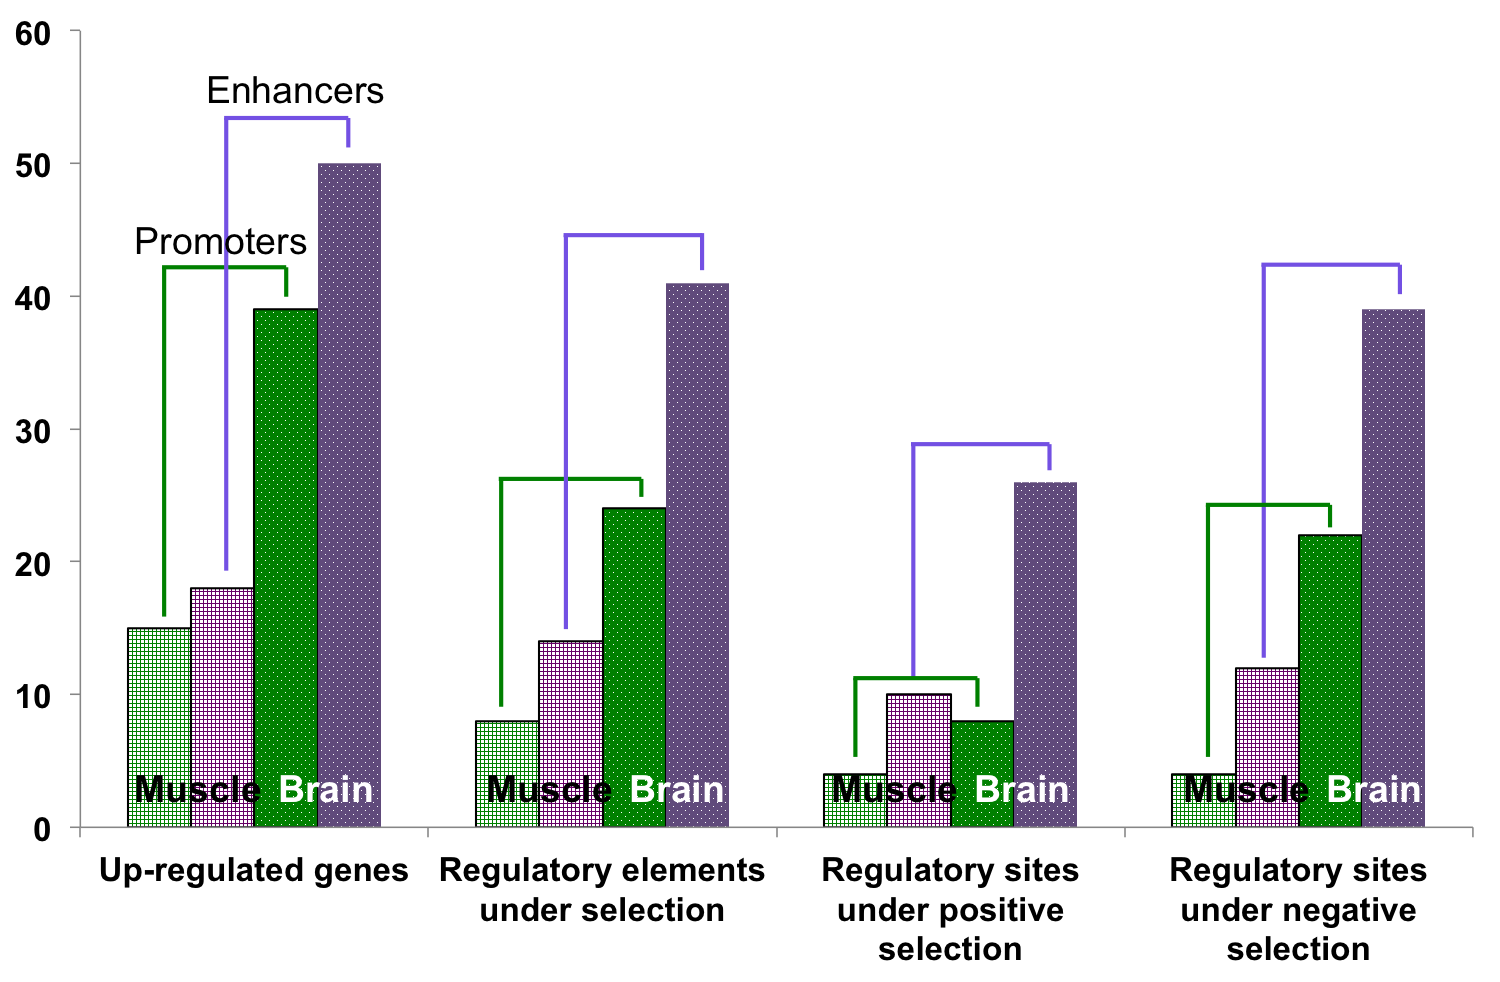 60
Enhancers
50
Promoters
40
30
20
10
Muscle Brain Muscle Brain Muscle Brain Muscle Brain
0
Up-regulated genes
Regulatory elements
under selection
Regulatory sites
under positive
selection
Regulatory sites
under negative
selection